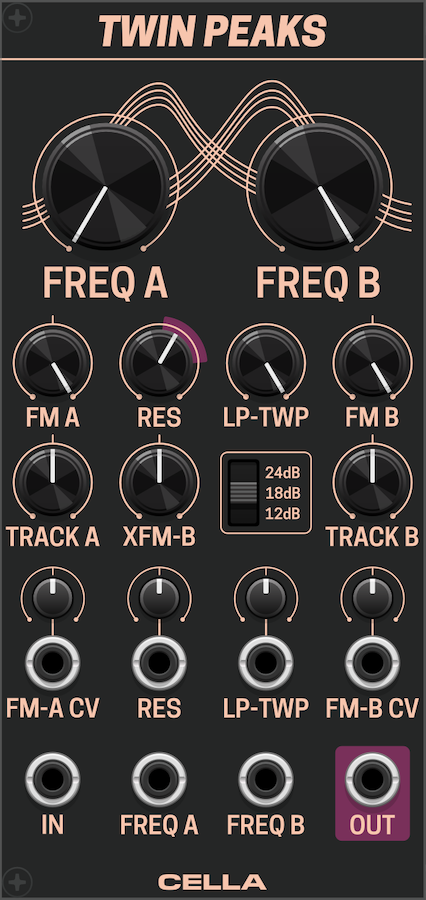 TWIN PEAKS
FREQ A FREQ B
FM A RES LP-TWP FM B
24dB
18dB
12dB
TRACK A XFM-B TRACK B
FM-A CV RES LP-TWP FM-B CV
IN FREQ A FREQ B OUT
CELLA